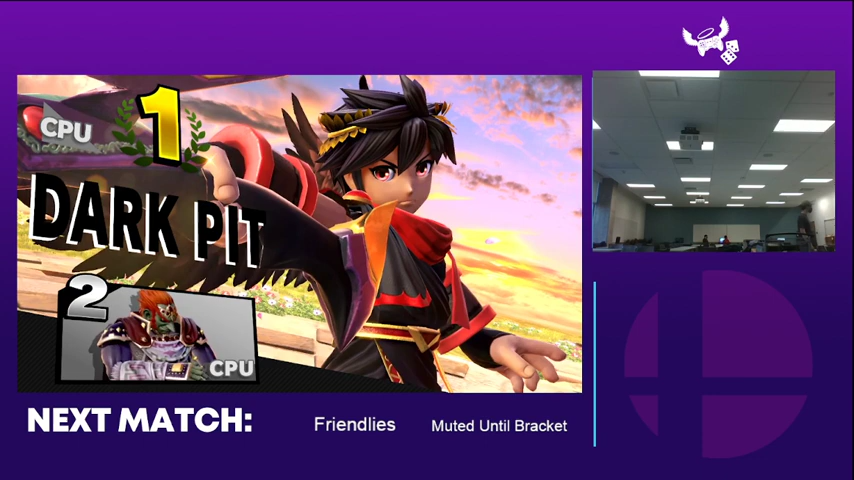 CPU
1
DARK PIT
2
CPU
NEXT MATCH:
Friendlies
Muted Until Bracket